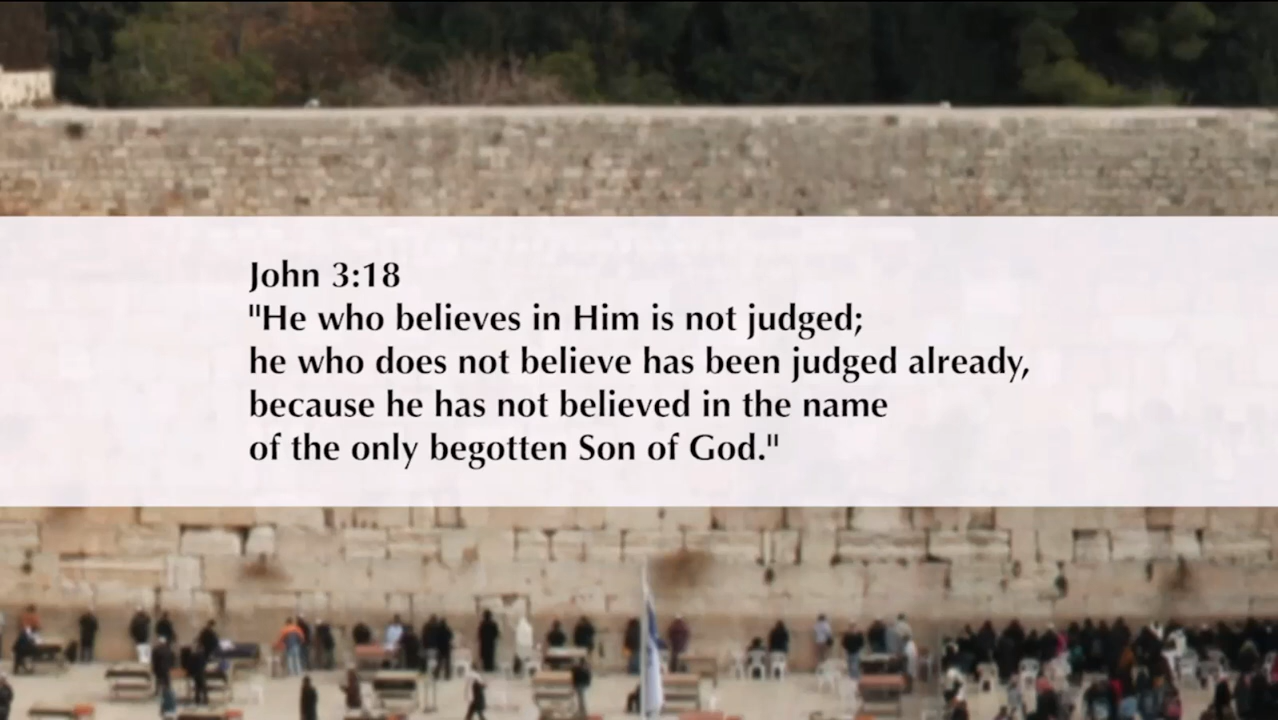 John 3:18
"He who believes in Him is not judged;
he who does not believe has been judged already,
because he has not believed in the name
of the only begotten Son of God."